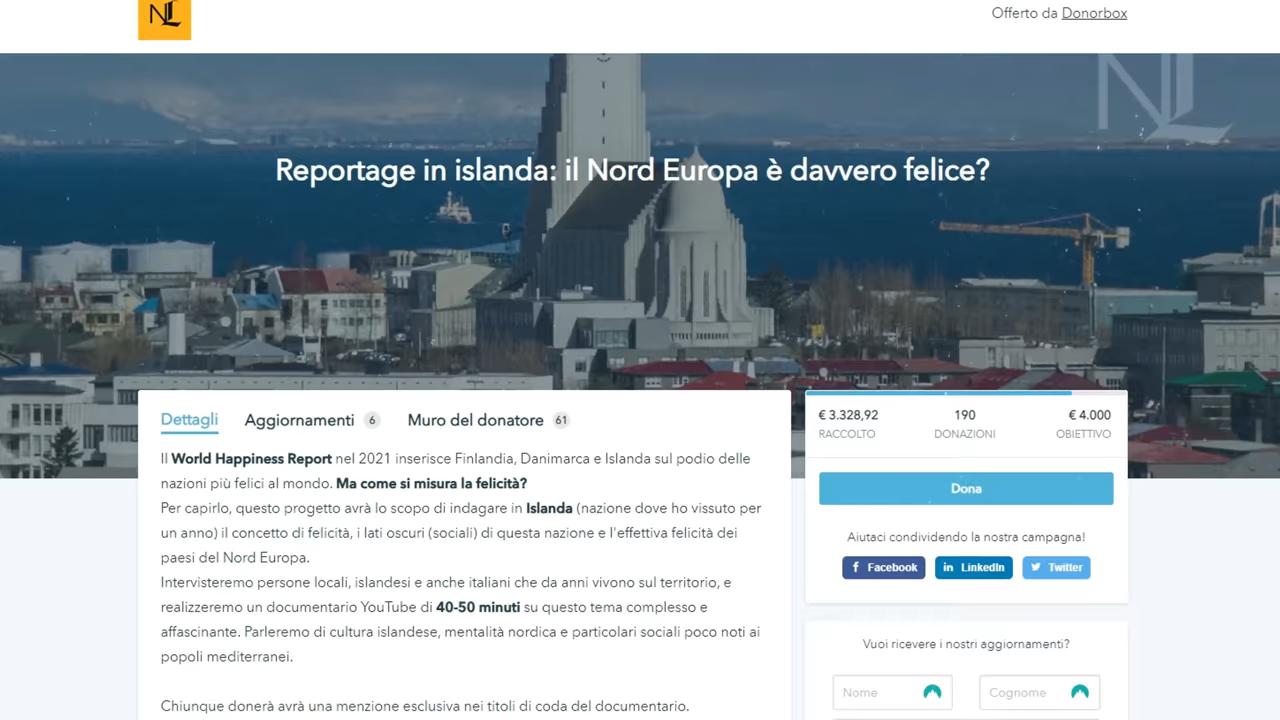 NL
Offerto da Donorbox
NL
Reportage in islanda: il Nord Europa è davvero felice?
Dettagli Aggiornamenti 6 Muro del donatore 61
Il World Happiness Report nel 2021 inserisce Finlandia, Danimarca e Islanda sul podio delle
nazioni più felici al mondo. Ma come si misura la felicità?
Per capirlo, questo progetto avrà lo scopo di indagare in Islanda (nazione dove ho vissuto per
un anno) il concetto di felicità, i lati oscuri (sociali) di questa nazione e l'effettiva felicità dei
paesi del Nord Europa.
Intervisteremo persone locali, islandesi e anche italiani che da anni vivono sul territorio, e
realizzeremo un documentario YouTube di 40-50 minuti su questo tema complesso e
affascinante. Parleremo di cultura islandese, mentalità nordica e particolari sociali poco noti ai
popoli mediterranei.
Chiunque donerà avrà una menzione esclusiva nei titoli di coda del documentario.
€ 3.328,92 190 € 4.000
RACCOLTO DONAZIONI OBIETTIVO
Dona
Aiutaci condividendo la nostra campagna!
Facebook LinkedIn Twitter
Vuoi ricevere i nostri aggiornamenti?
Nome Cognome